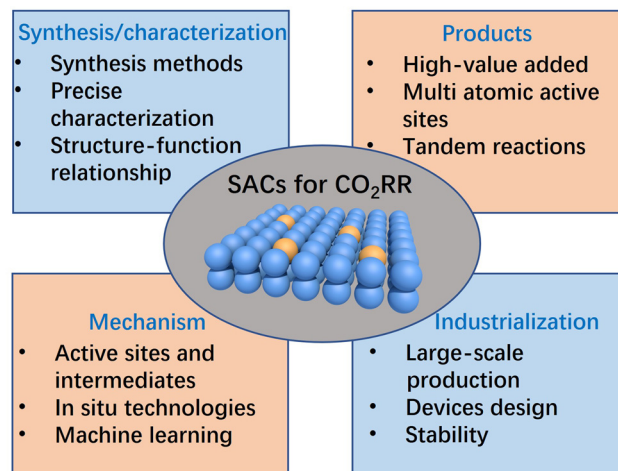 Synthesis/characterization
• Synthesis methods
• Precise
characterization
• Structure-function
relationship
Products
• High-value added
• Multi atomic active
sites
• Tandem reactions
SACs for CO₂RR
Mechanism
• Active sites and
intermediates
• In situ technologies
• Machine learning
Industrialization
• Large-scale
production
• Devices design
• Stability